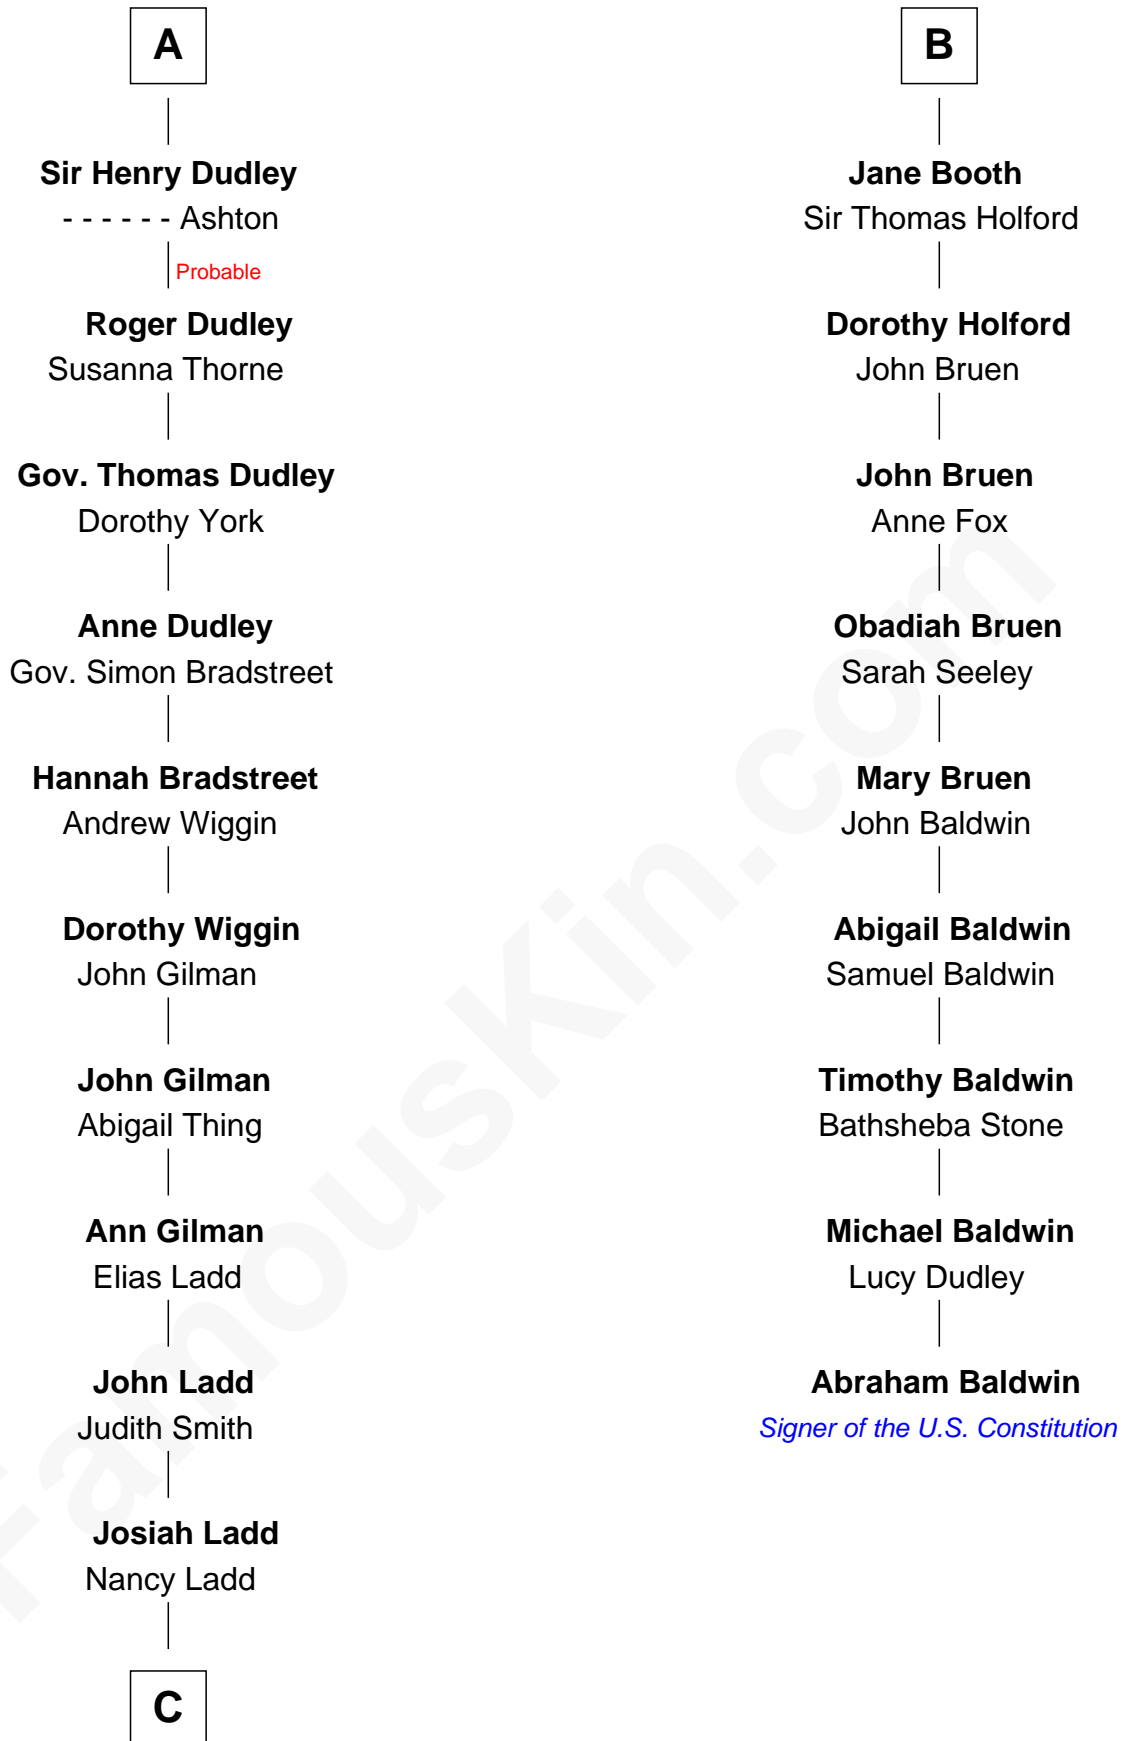 A
Sir Henry Dudley
- - - - - - Ashton
Probable
Roger Dudley
Susanna Thorne
Gov. Thomas Dudley
Dorothy York
Anne Dudley
Gov. Simon Bradstreet
Hannah Bradstreet
Andrew Wiggin
Dorothy Wiggin
John Gilman
John Gilman
Abigail Thing
Ann Gilman
Elias Ladd
John Ladd
Judith Smith
Josiah Ladd
Nancy Ladd
C
B
Jane Booth
Sir Thomas Holford
Dorothy Holford
John Bruen
John Bruen
Anne Fox
Obadiah Bruen
Sarah Seeley
Mary Bruen
John Baldwin
Abigail Baldwin
Samuel Baldwin
Timothy Baldwin
Bathsheba Stone
Michael Baldwin
Lucy Dudley
Abraham Baldwin
Signer of the U.S. Constitution
FamousKin.com